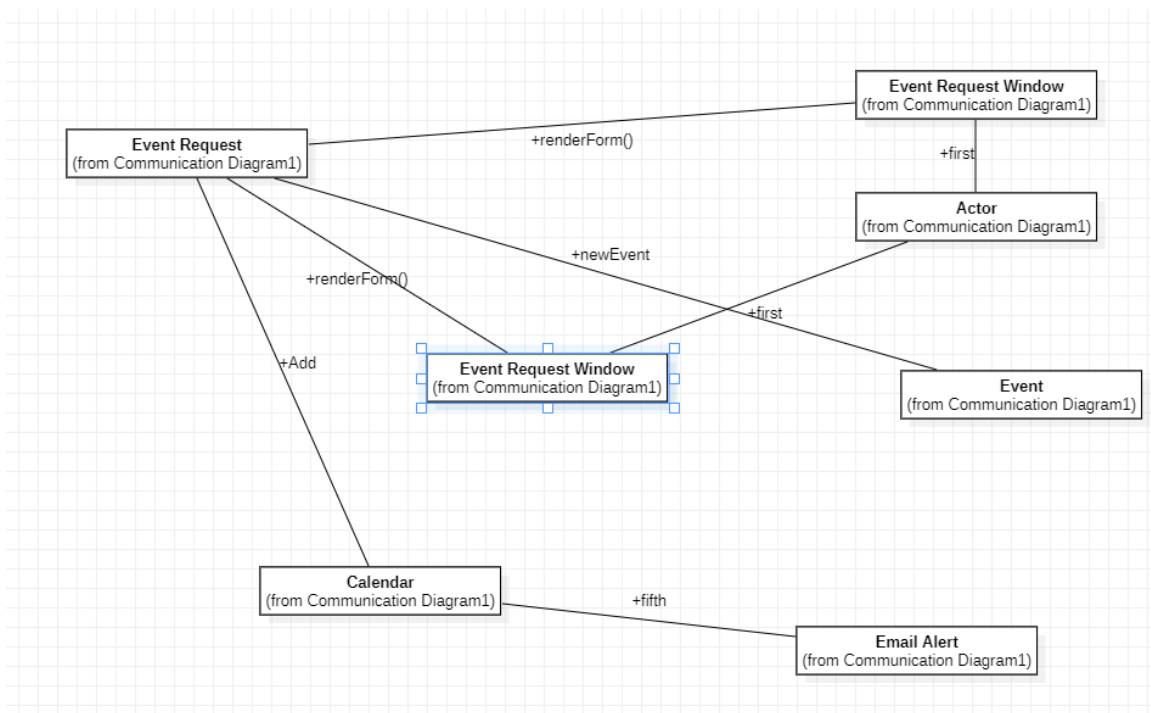 Event Request Window
(from Communication Diagram1)
Event Request
(from Communication Diagram1)
+renderForm()
+first
Actor
(from Communication Diagram1)
+newEvent
+renderForm()
+first
+Add
Event Request Window
(from Communication Diagram1)
Event
(from Communication Diagram1)
Calendar
(from Communication Diagram1)
+fifth
Email Alert
(from Communication Diagram1)